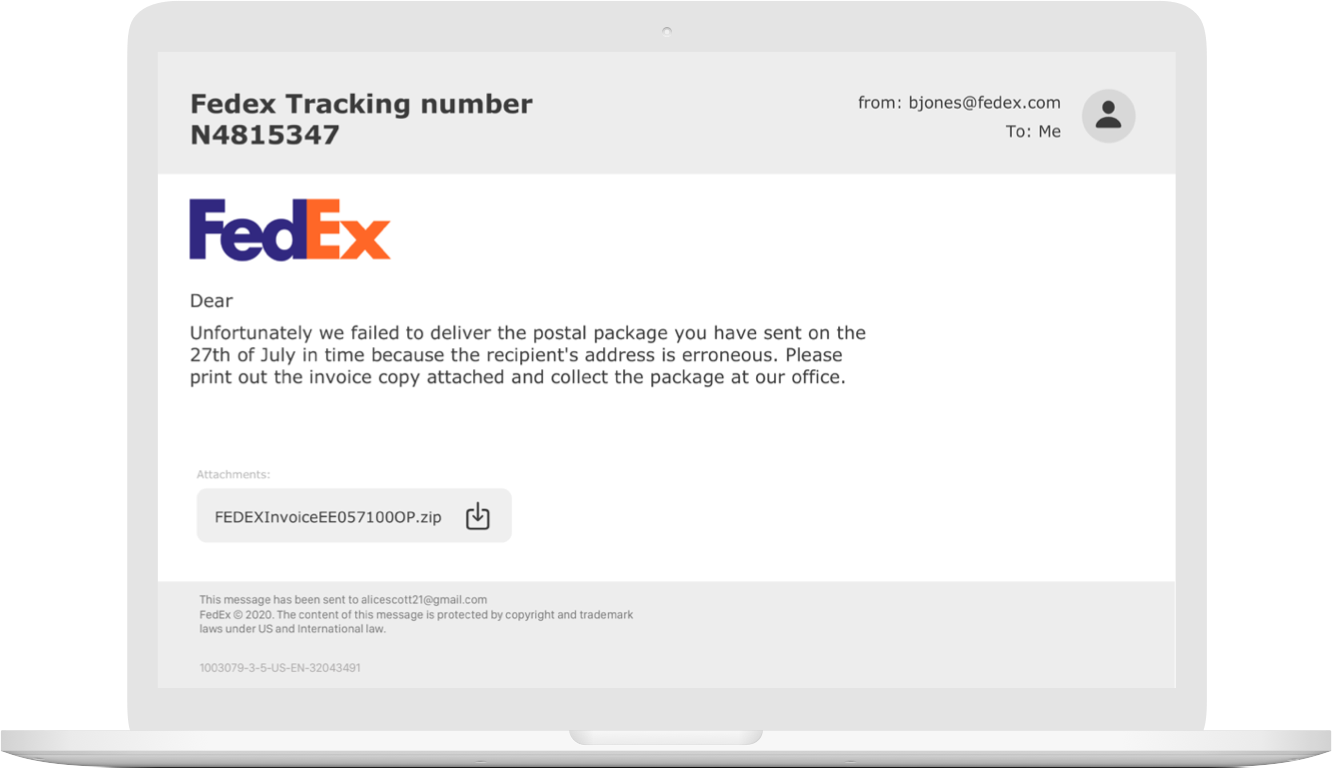 Fedex Tracking number
N4815347
from: bjones@fedex.com
To: Me
FedEx
Dear
Unfortunately we failed to deliver the postal package you have sent on the
27th of July in time because the recipient's address is erroneous. Please
print out the invoice copy attached and collect the package at our office.
Attachments:
FEDEXInvoiceEE057100OP.zip
This message has been sent to alicescott21@gmail.com
FedEx © 2020. The content of this message is protected by copyright and trademark
laws under US and International law.
1003079-3-5-US-EN-32043491